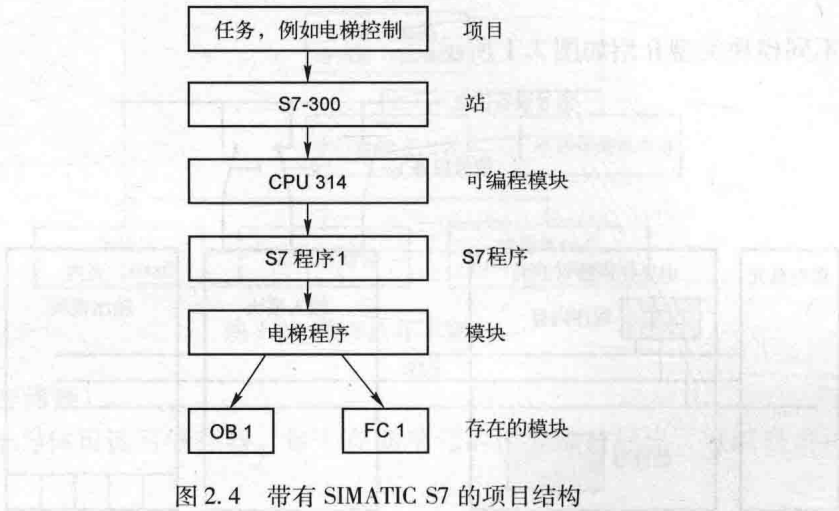 任务，例如电梯控制 项目
S7-300 站
CPU 314 可编程模块
S7 程序1 S7程序
电梯程序 模块
OB 1 FC 1 存在的模块
图 2.4 带有 SIMATIC S7 的项目结构